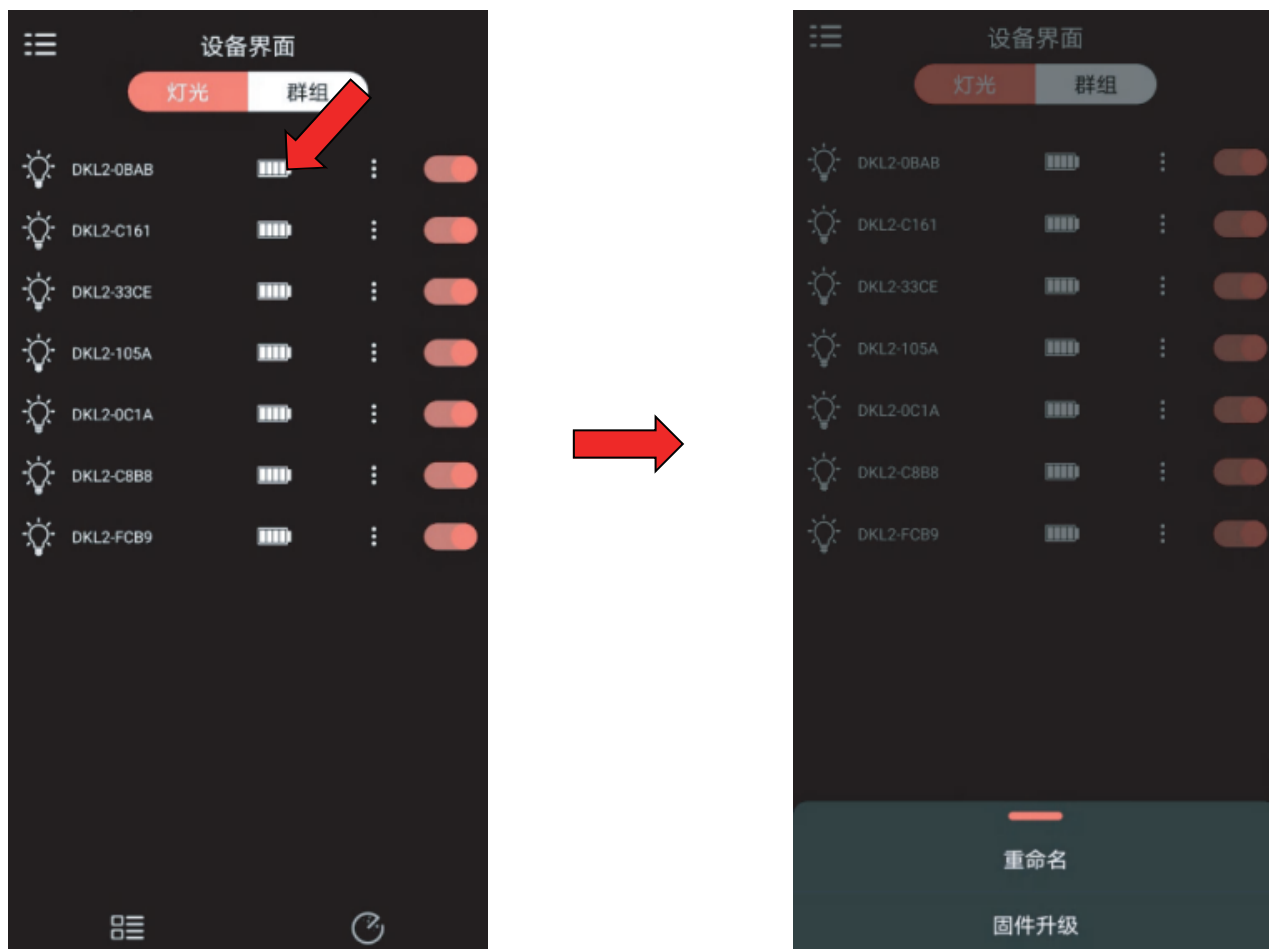 设备界面
灯光 群组
DKL2-0BAB
DKL2-C161
DKL2-33CE
DKL2-105A
DKL2-0C1A
DKL2-C8B8
DKL2-FCB9
设备界面
灯光 群组
DKL2-0BAB
DKL2-C161
DKL2-33CE
DKL2-105A
DKL2-0C1A
DKL2-C8B8
DKL2-FCB9
重命名
固件升级